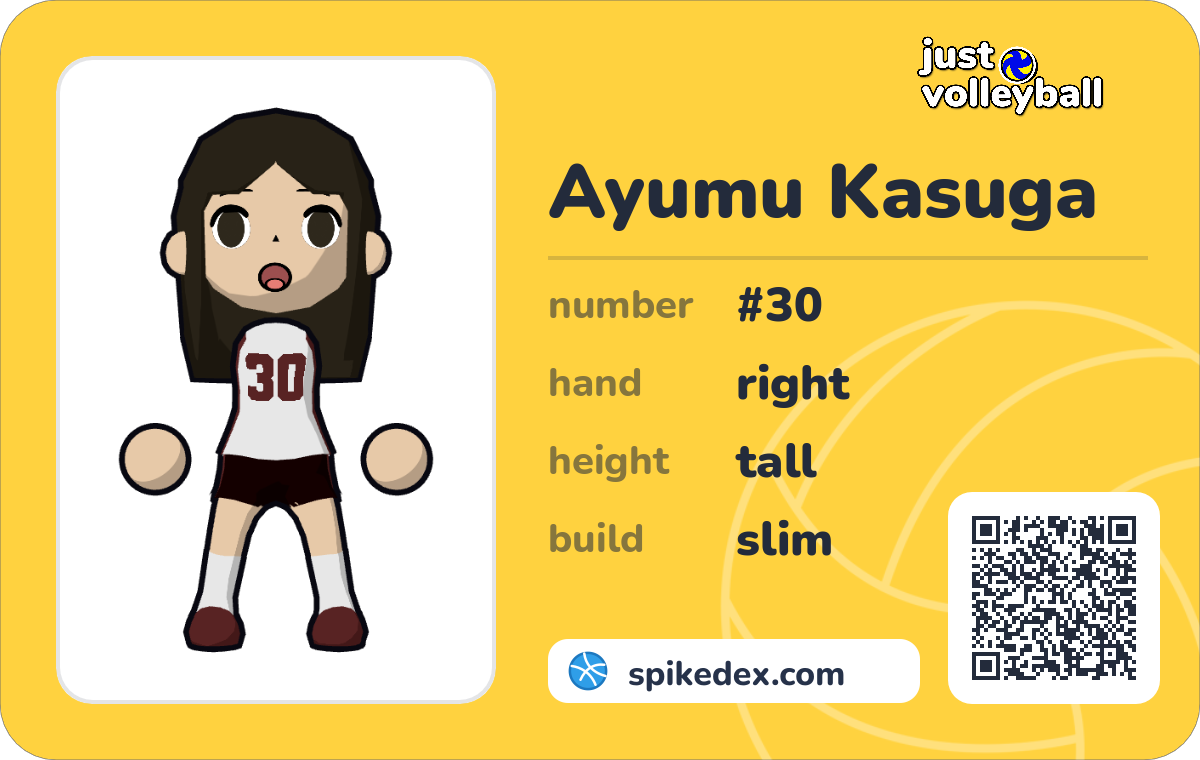 just
volleyball
Ayumu Kasuga
number #30
hand right
height tall
build slim
30
spikedex.com